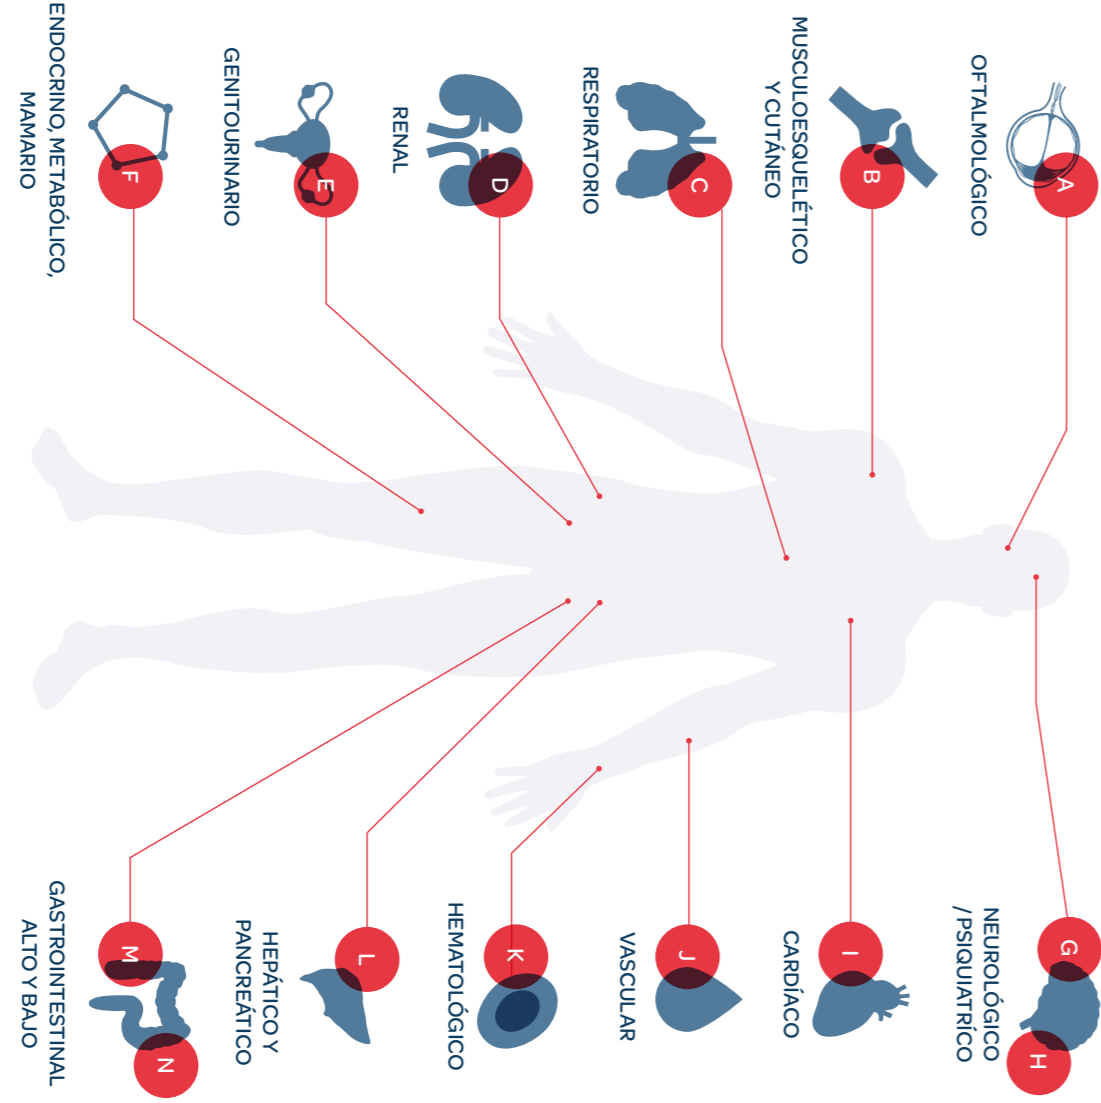 OFTALMOLÓGICO
A
MUSCULOESQUELÉTICO
Y CUTÁNEO
B
RESPIRATORIO
C
RENAL
D
GENITOURINARIO
E
ENDOCRINO, METABÓLICO,
MAMARIO
F
G
H
NEUROLÓGICO
/PSIQUIATRÍCO
I
CARDÍACO
J
VASCULAR
K
HEMATOLÓGICO
L
HEPÁTICO Y
PANCREÁTICO
M
N
GASTROINTESTINAL
ALTO Y BAJO